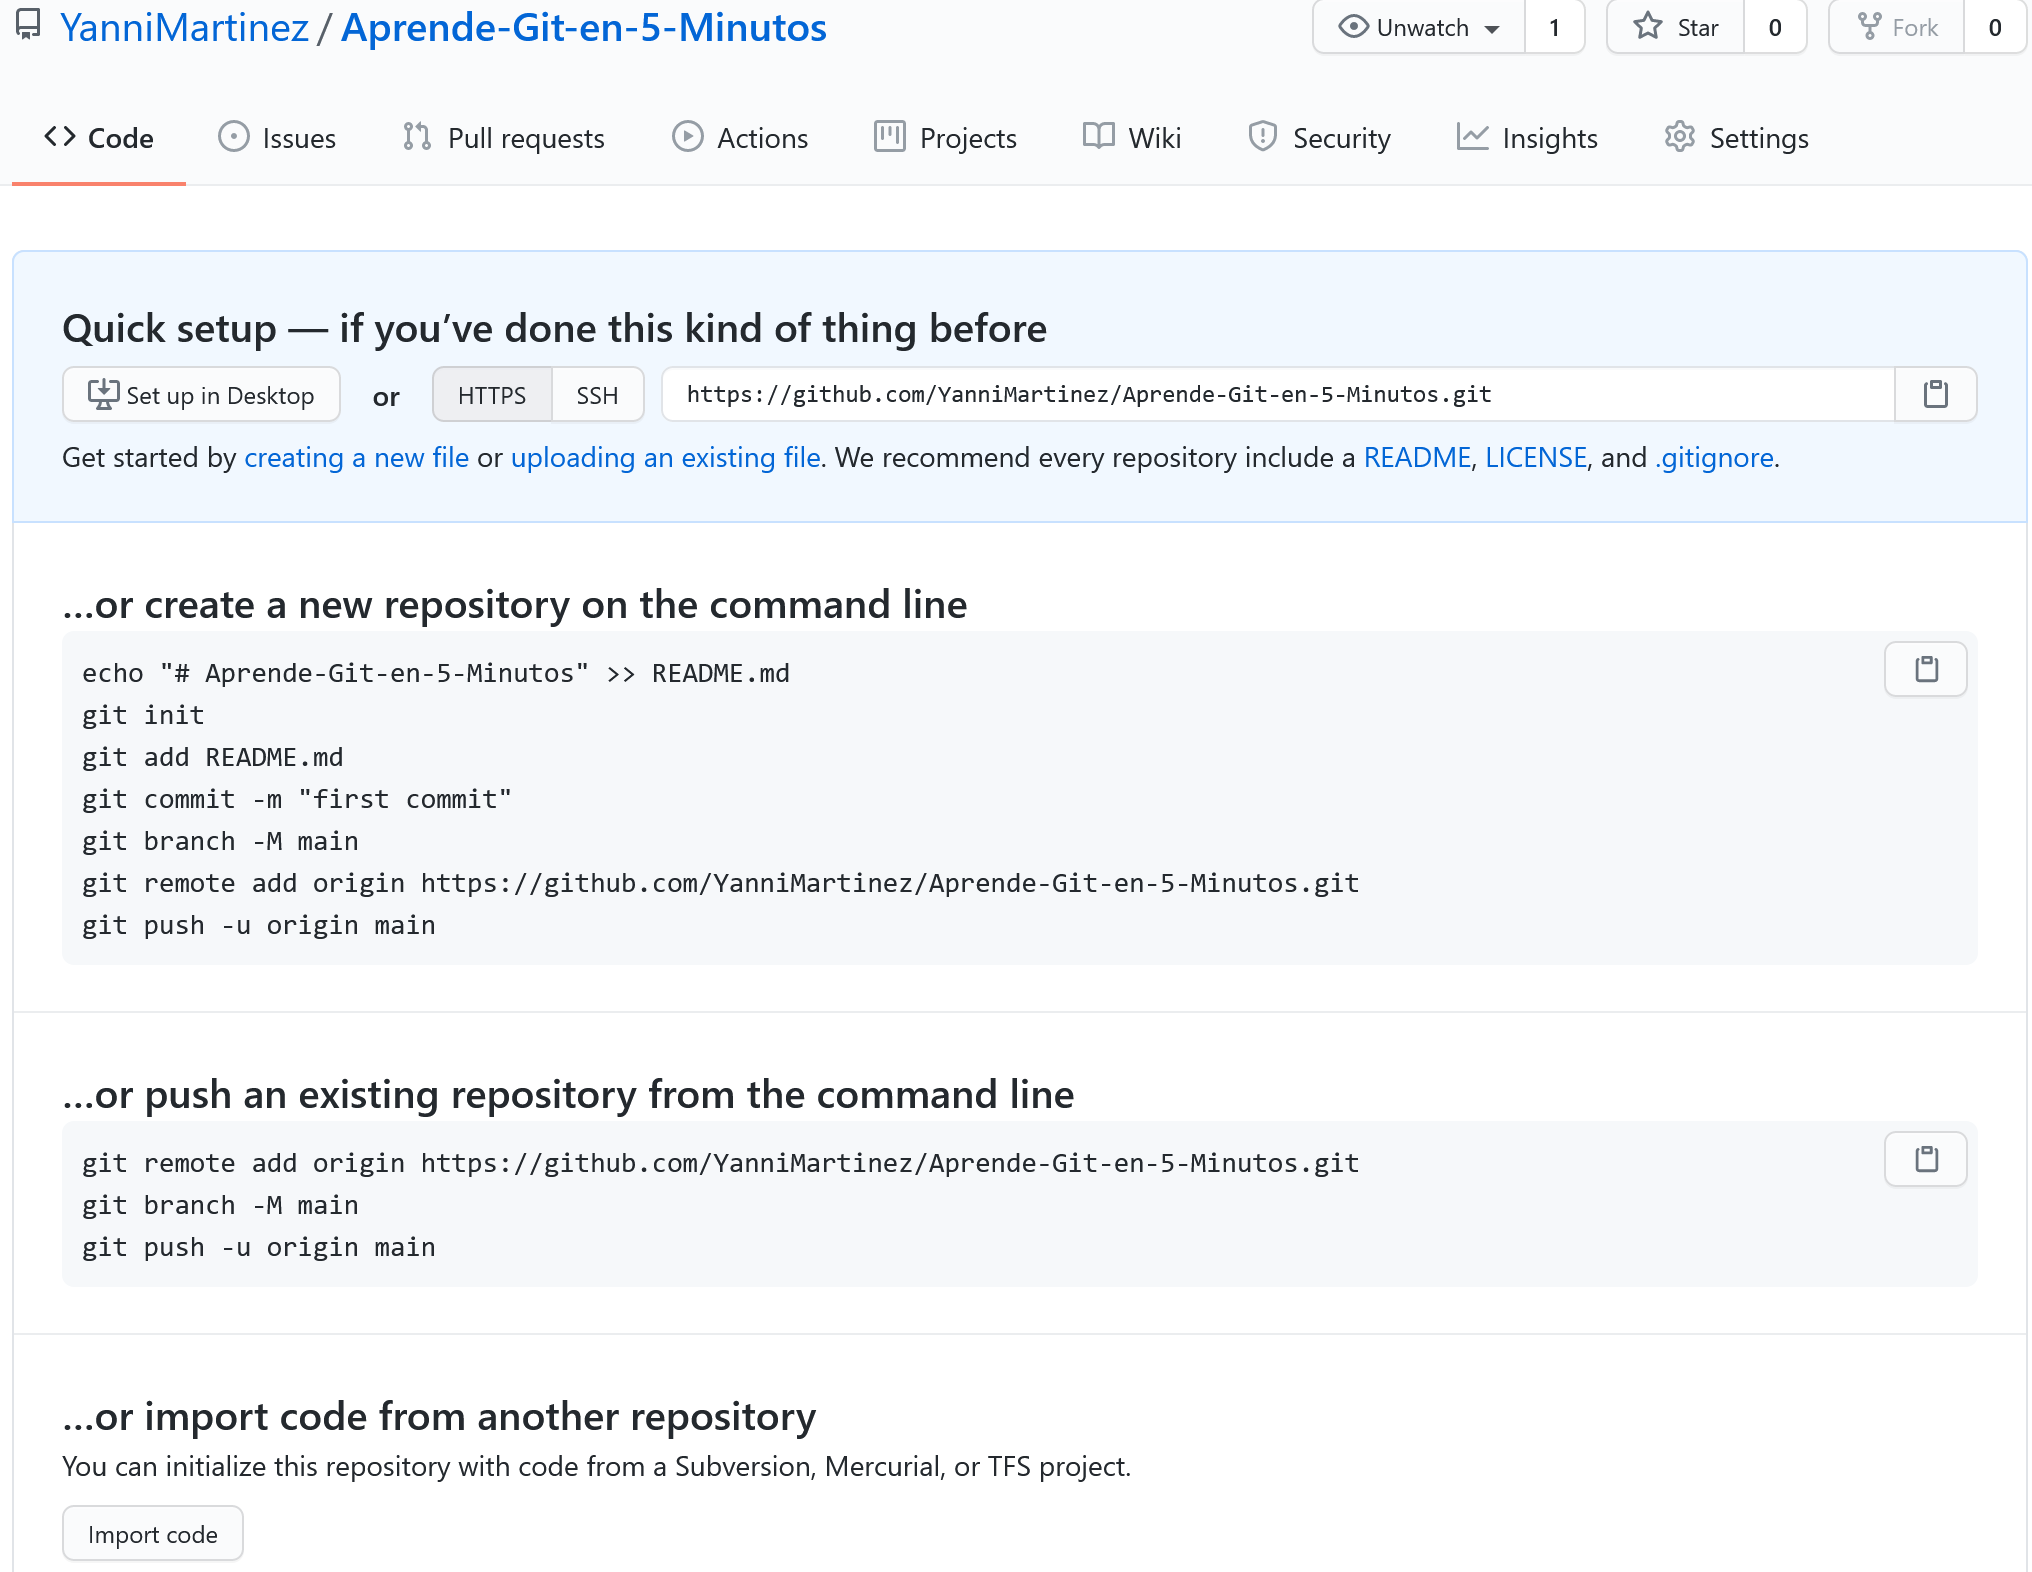 YanniMartinez / Aprende-Git-en-5-Minutos
Unwatch 1 Star 0 Fork 0
Code Issues Pull requests Actions Projects Wiki Security Insights Settings
Quick setup — if you’ve done this kind of thing before
Set up in Desktop or HTTPS SSH https://github.com/YanniMartinez/Aprende-Git-en-5-Minutos.git
Get started by creating a new file or uploading an existing file. We recommend every repository include a README, LICENSE, and .gitignore.
…or create a new repository on the command line
echo "# Aprende-Git-en-5-Minutos" >> README.md
git init
git add README.md
git commit -m "first commit"
git branch -M main
git remote add origin https://github.com/YanniMartinez/Aprende-Git-en-5-Minutos.git
git push -u origin main
…or push an existing repository from the command line
git remote add origin https://github.com/YanniMartinez/Aprende-Git-en-5-Minutos.git
git branch -M main
git push -u origin main
…or import code from another repository
You can initialize this repository with code from a Subversion, Mercurial, or TFS project.
Import code